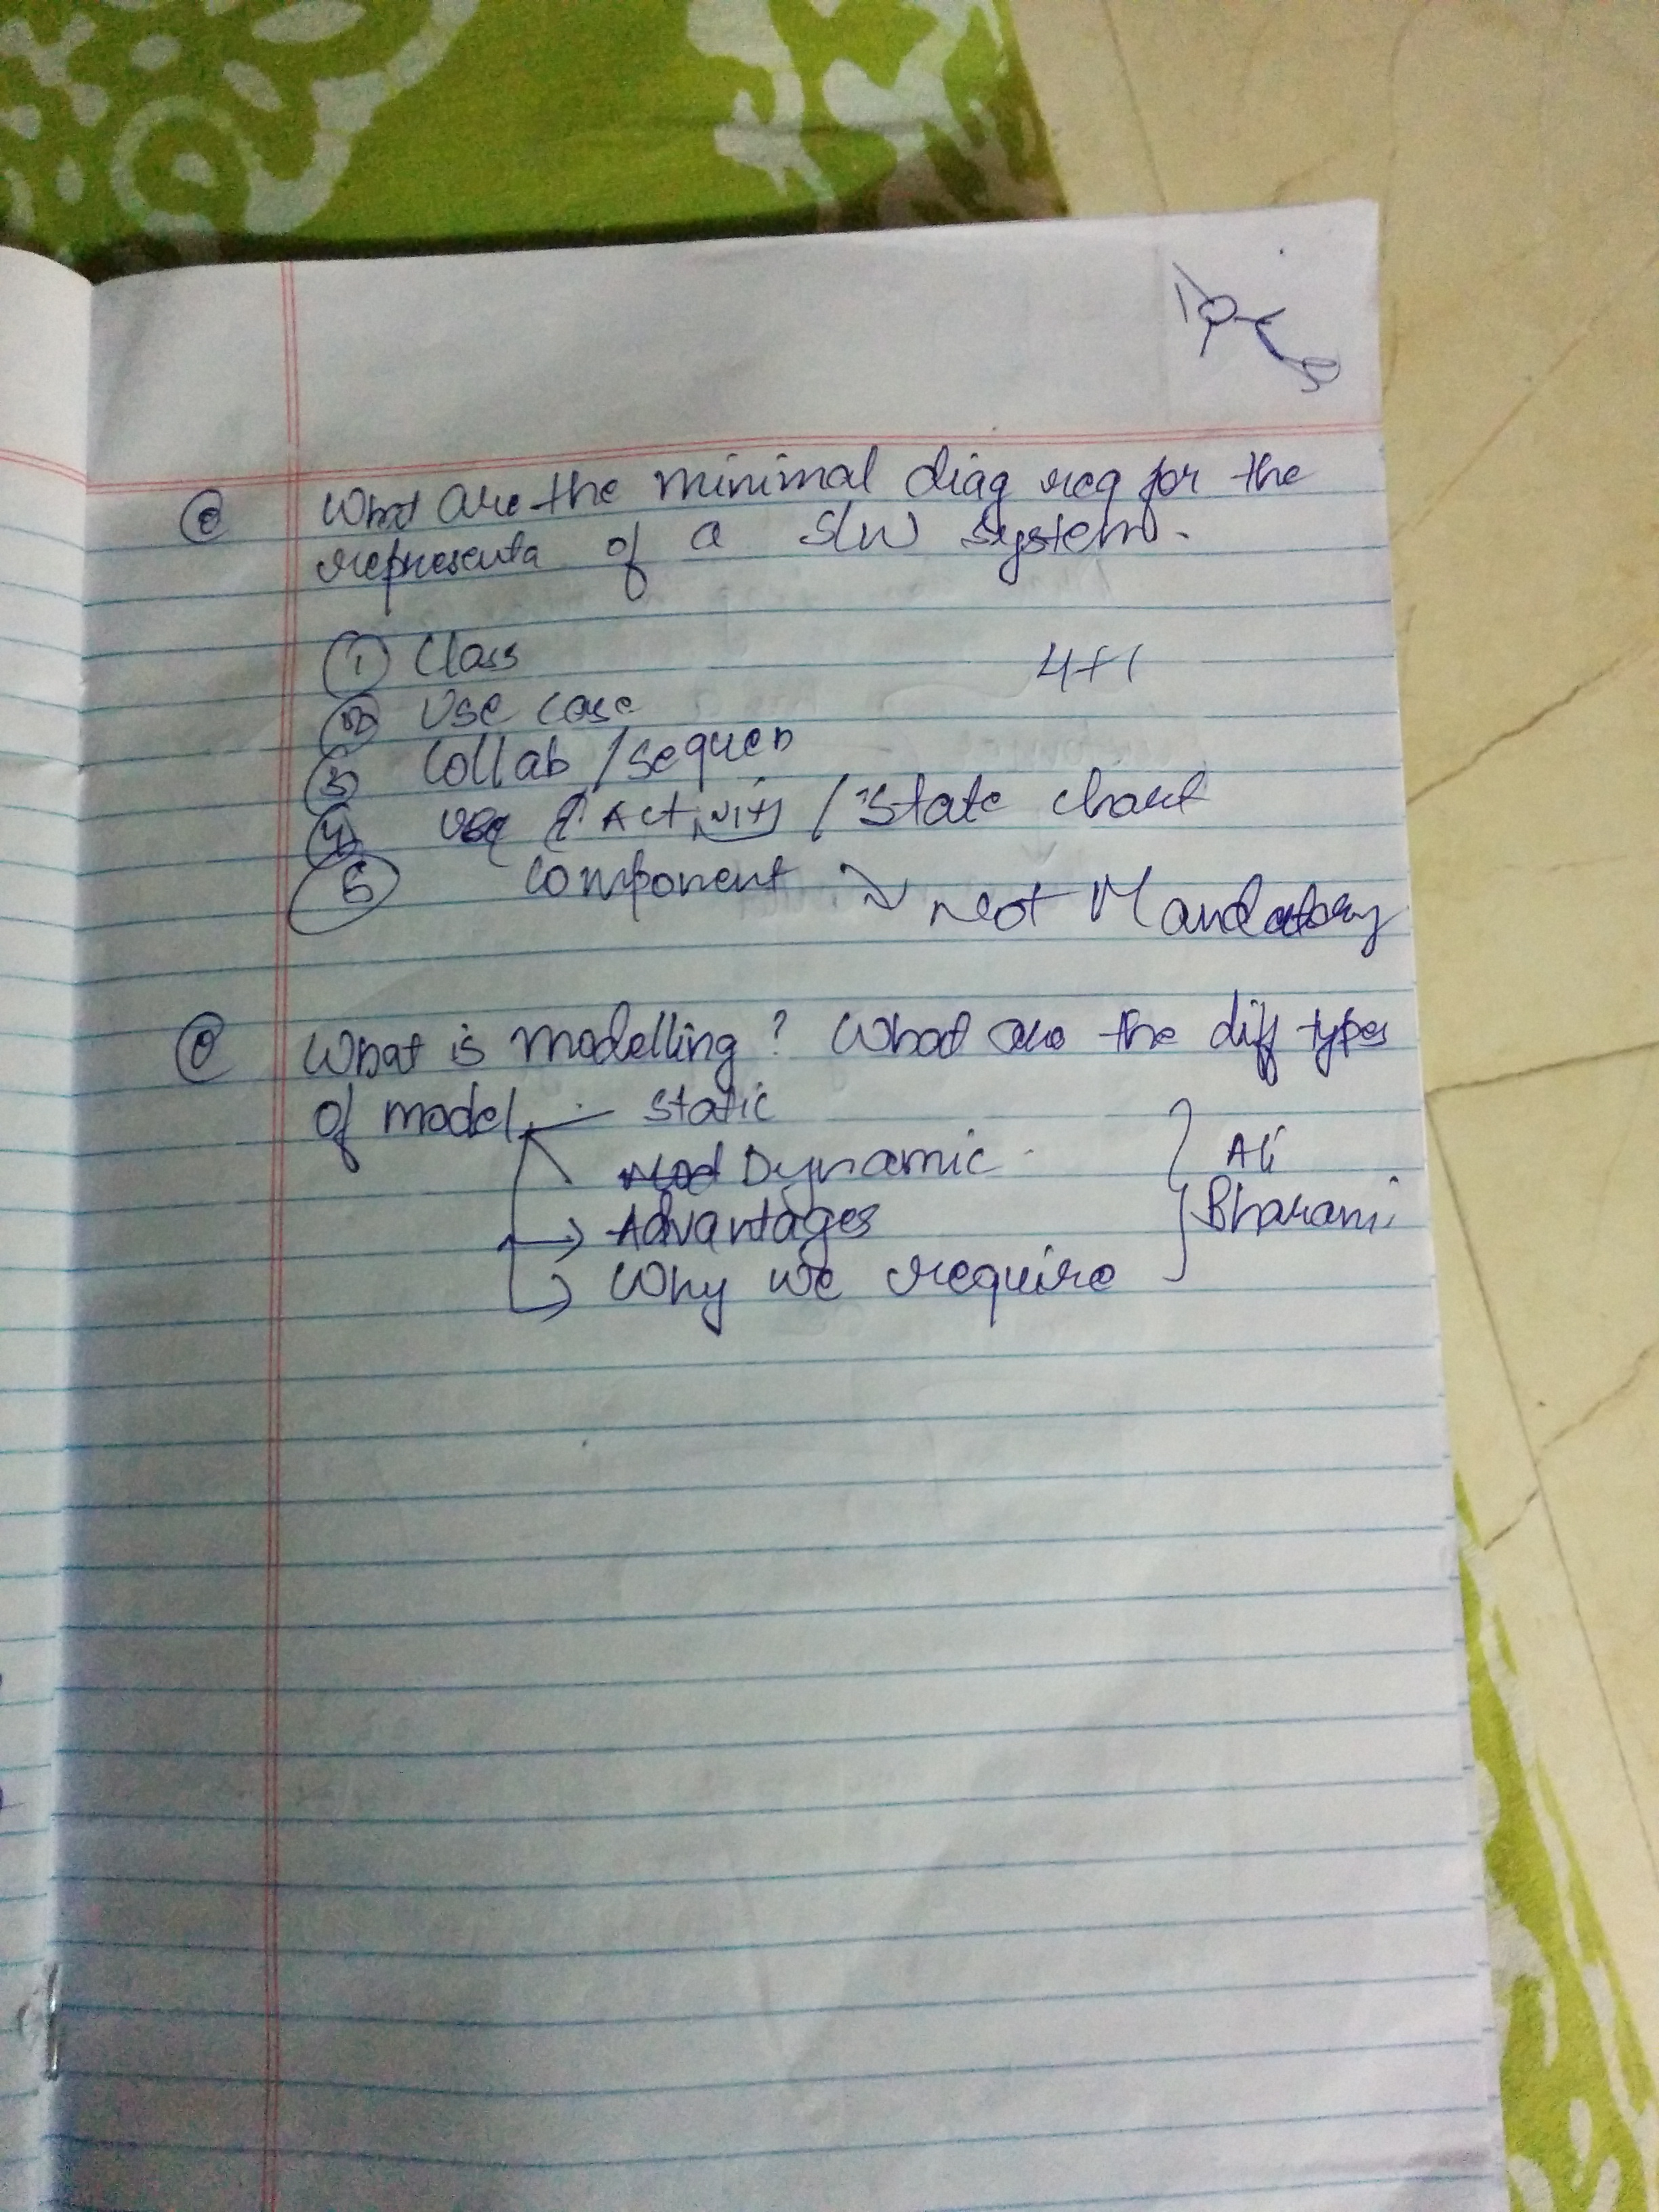 What are the minimal diag req for the
representa of a S/W system.
① Class
4+1
② Use case
③ Collab / sequen
④ Activity / State chart
⑤ Component Not Mandatory
What is modelling? What are the diff types
of model Static
Dynamic
Advantages
Why we require
Ali
Bharani